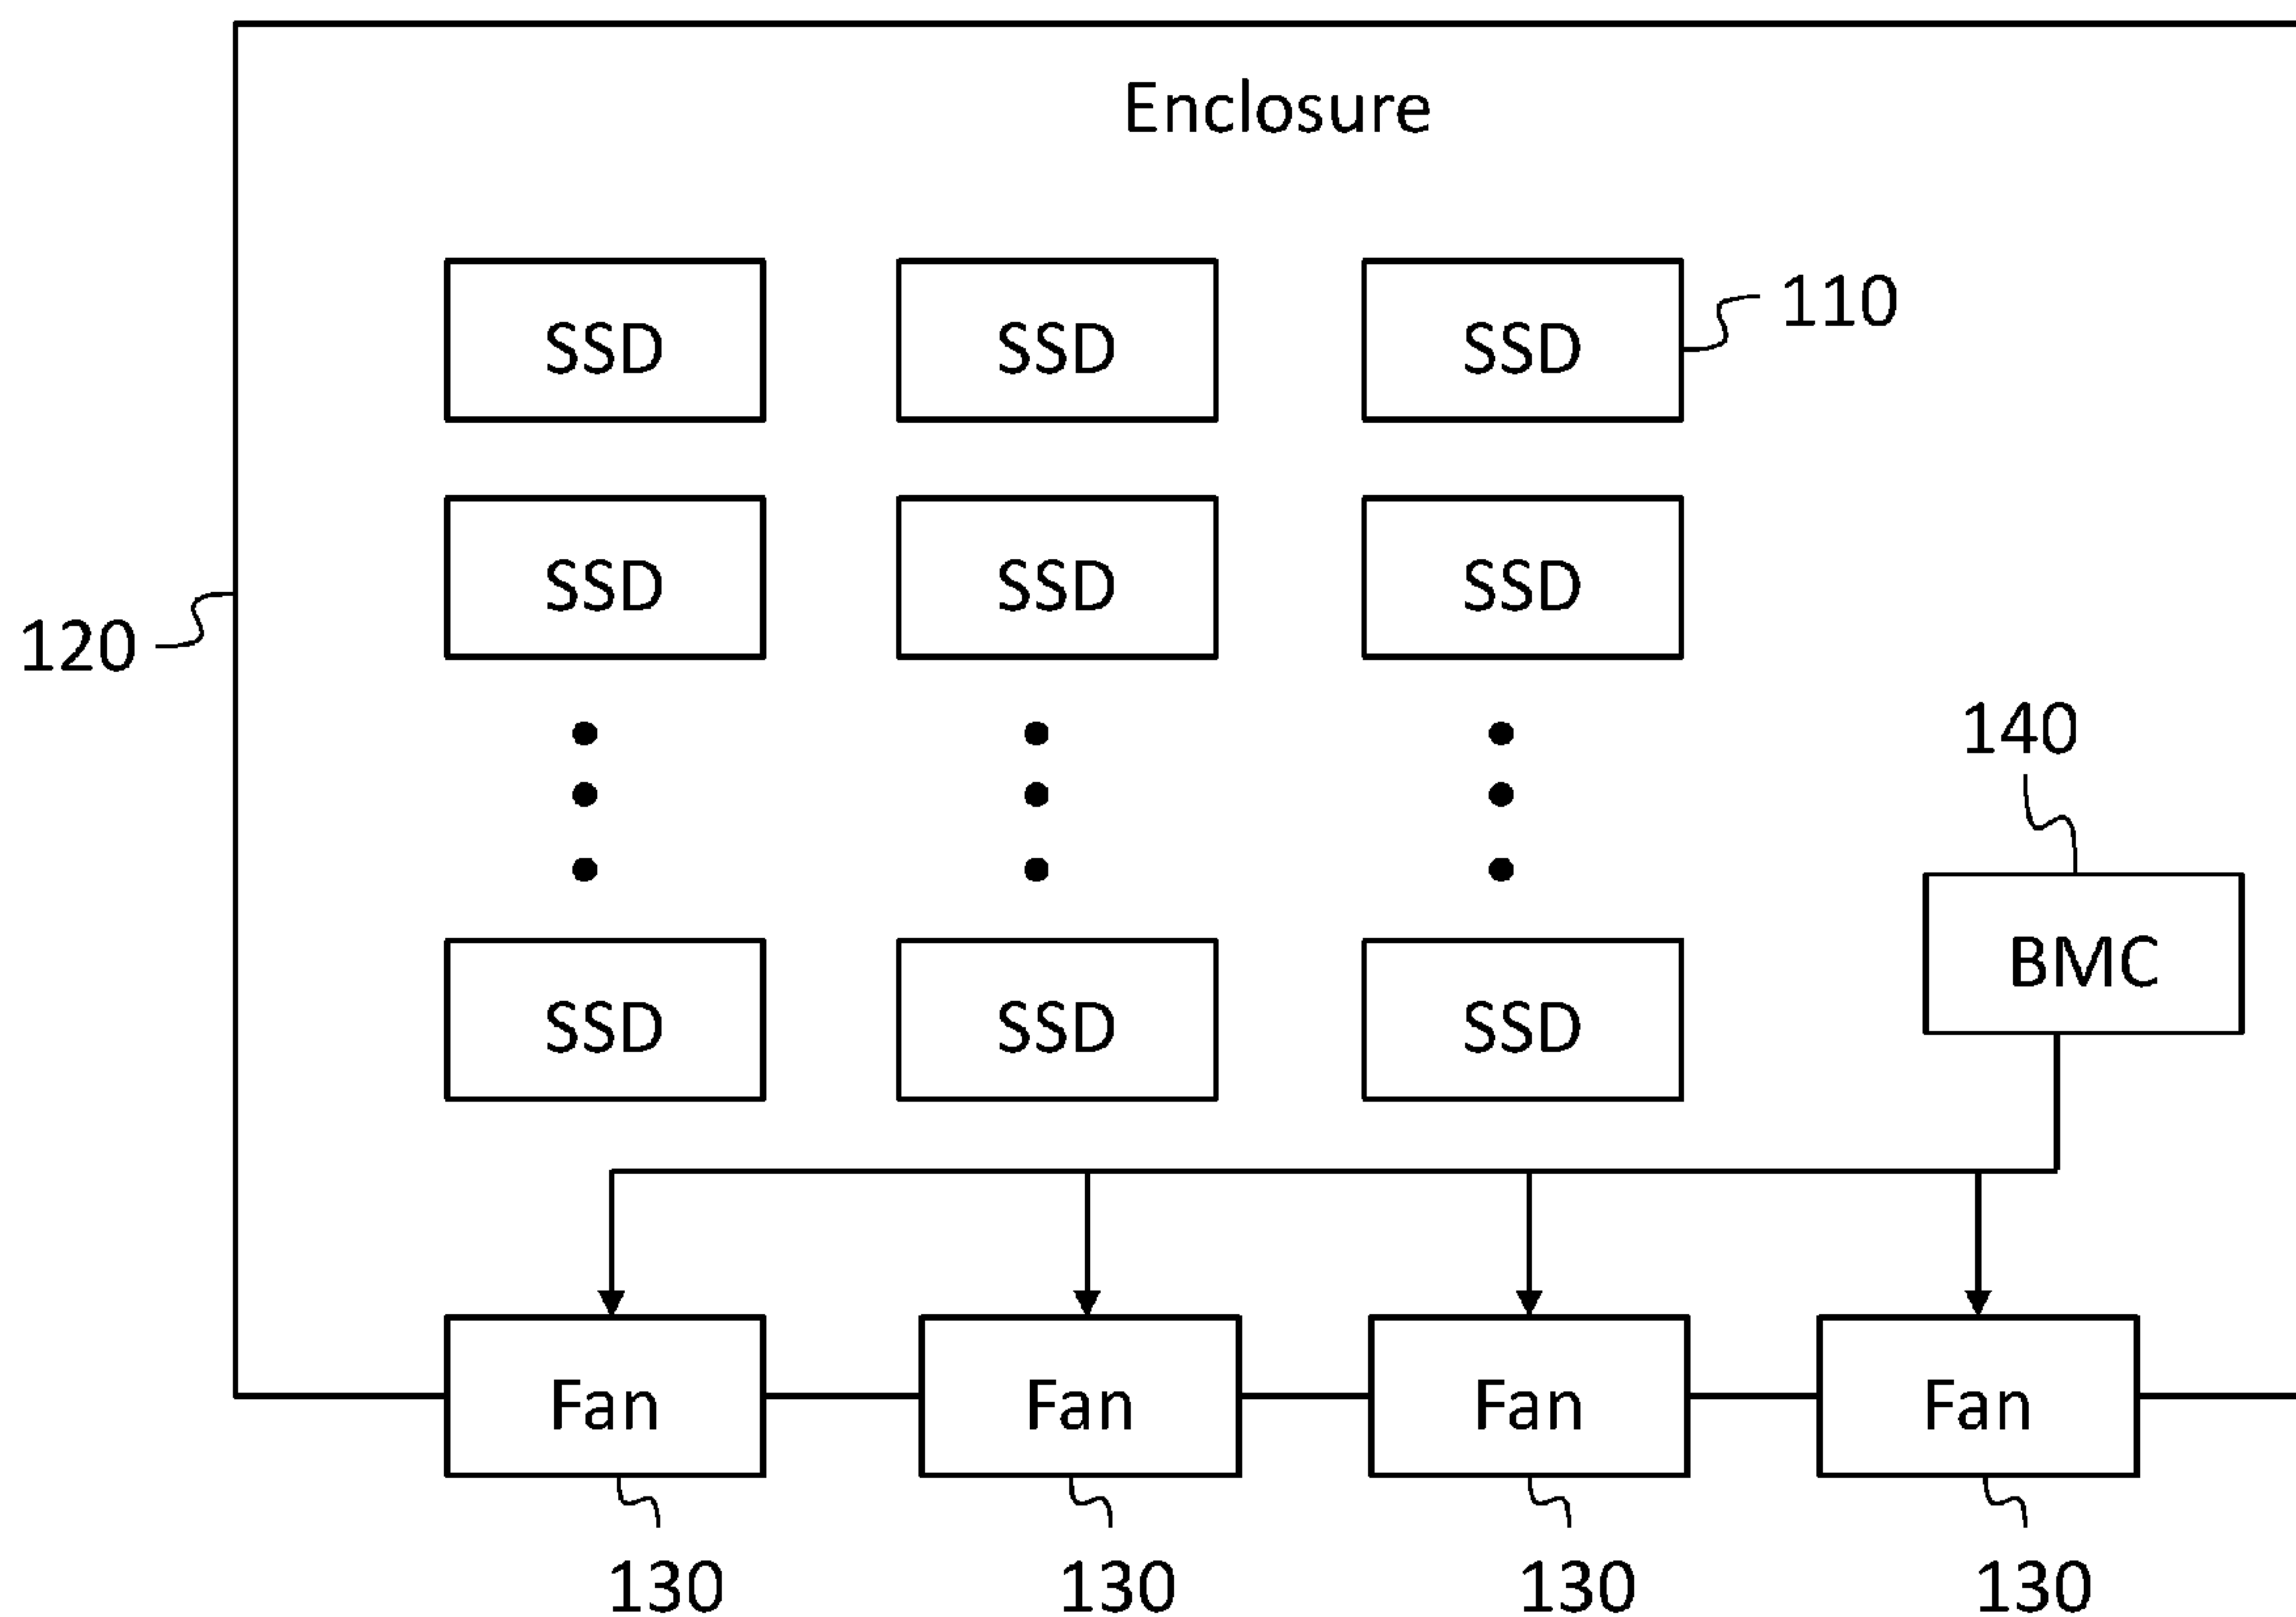 Enclosure
SSD SSD SSD 110
SSD SSD SSD
120
140
BMC
SSD SSD SSD
Fan Fan Fan Fan
130 130 130 130